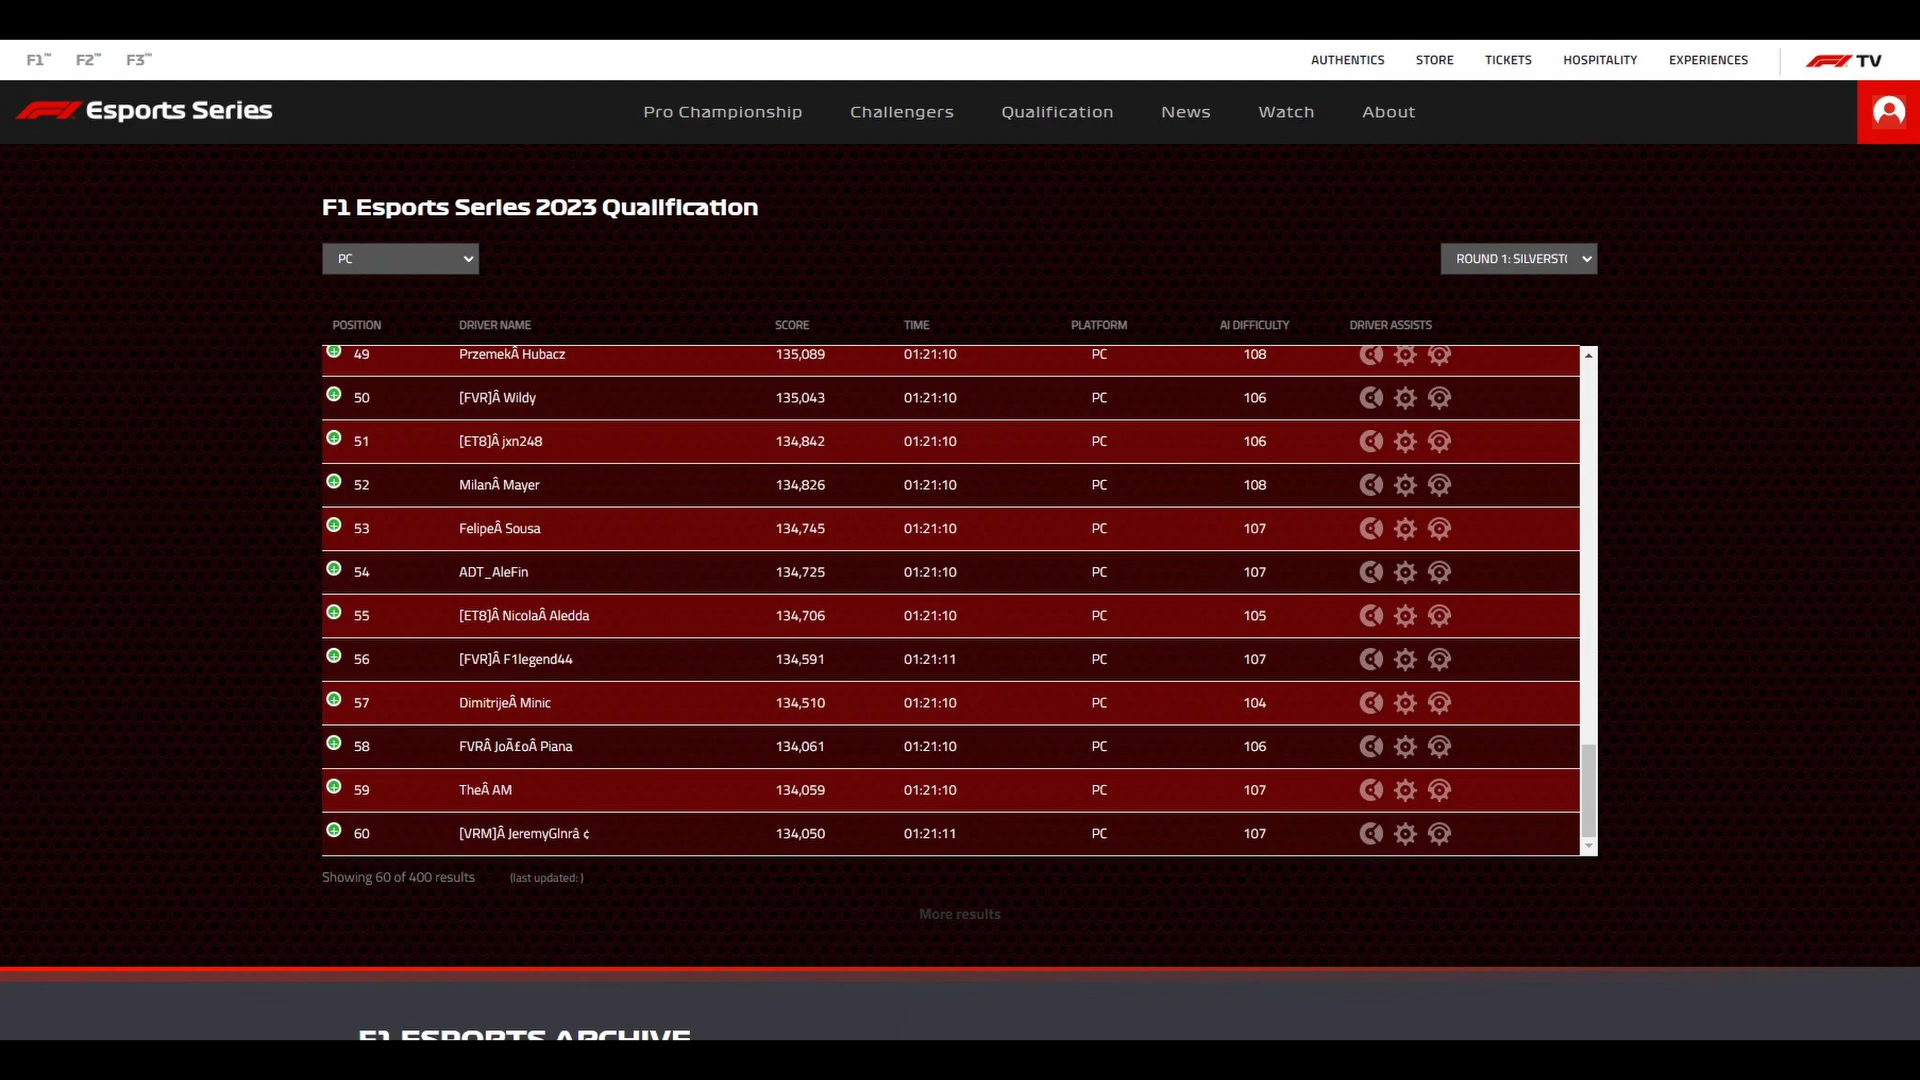 F1™ F2™ F3™ AUTHENTICS STORE TICKETS HOSPITALITY EXPERIENCES F1 TV
F1 Esports Series Pro Championship Challengers Qualification News Watch About
F1 Esports Series 2023 Qualification
PC ROUND 1: SILVERST(
POSITION DRIVER NAME SCORE TIME PLATFORM AI DIFFICULTY DRIVER ASSISTS
49 PrzemekÂ Hubacz 135,089 01:21:10 PC 108
50 [FVR]Â Wildy 135,043 01:21:10 PC 106
51 [ET8]Â jxn248 134,842 01:21:10 PC 106
52 MilanÂ Mayer 134,826 01:21:10 PC 108
53 FelipeÂ Sousa 134,745 01:21:10 PC 107
54 ADT_AleFin 134,725 01:21:10 PC 107
55 [ET8]Â NicolaÂ Aledda 134,706 01:21:10 PC 105
56 [FVR]Â F1legend44 134,591 01:21:11 PC 107
57 DimitrijeÂ Minic 134,510 01:21:10 PC 104
58 FVRÂ JoÃ£oÂ Piana 134,061 01:21:10 PC 106
59 TheÂ AM 134,059 01:21:10 PC 107
60 [VRM]Â JeremyGlnrâ ¢ 134,050 01:21:11 PC 107
Showing 60 of 400 results (last updated: )
More results
F1 ESPORTS ARCHIVE